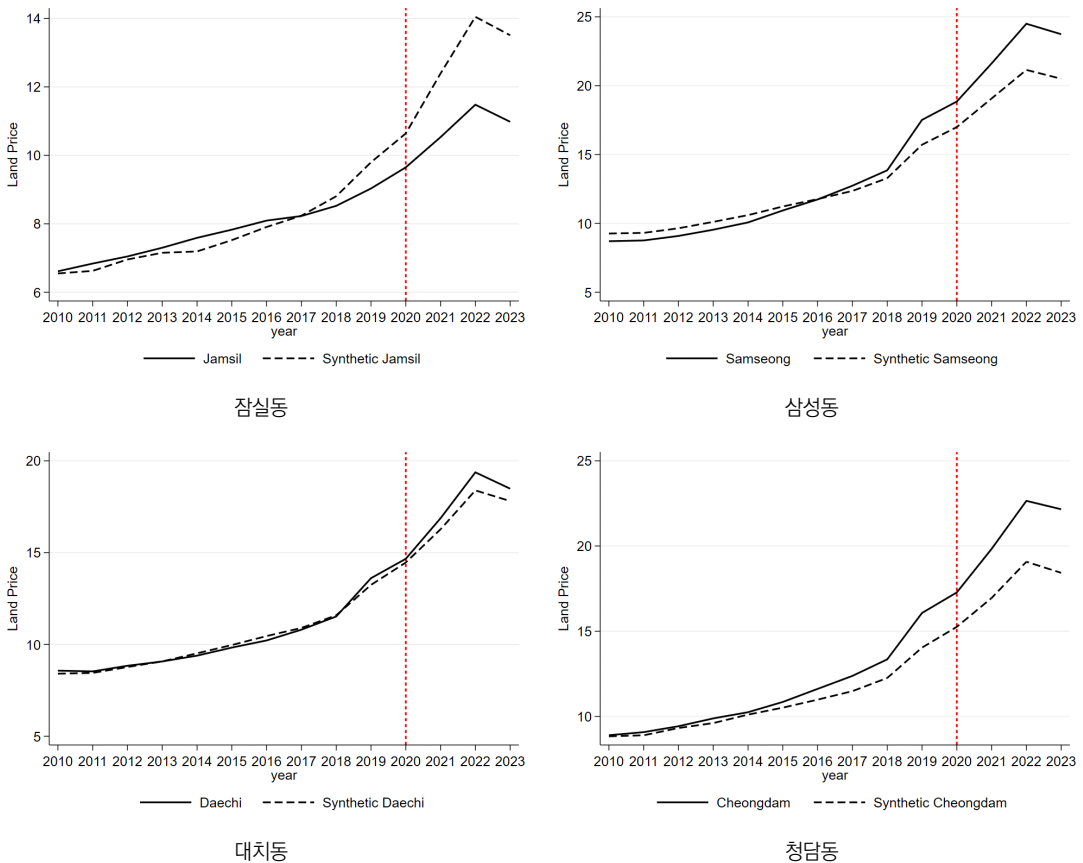 14
12
10
8
6
Land Price
2010 2011 2012 2013 2014 2015 2016 2017 2018 2019 2020 2021 2022 2023
year
Jamsil Synthetic Jamsil
잠실동
25
20
15
10
5
Land Price
2010 2011 2012 2013 2014 2015 2016 2017 2018 2019 2020 2021 2022 2023
year
Samseong Synthetic Samseong
삼성동
20
15
10
5
Land Price
2010 2011 2012 2013 2014 2015 2016 2017 2018 2019 2020 2021 2022 2023
year
Daechi Synthetic Daechi
대치동
25
20
15
10
Land Price
2010 2011 2012 2013 2014 2015 2016 2017 2018 2019 2020 2021 2022 2023
year
Cheongdam Synthetic Cheongdam
청담동